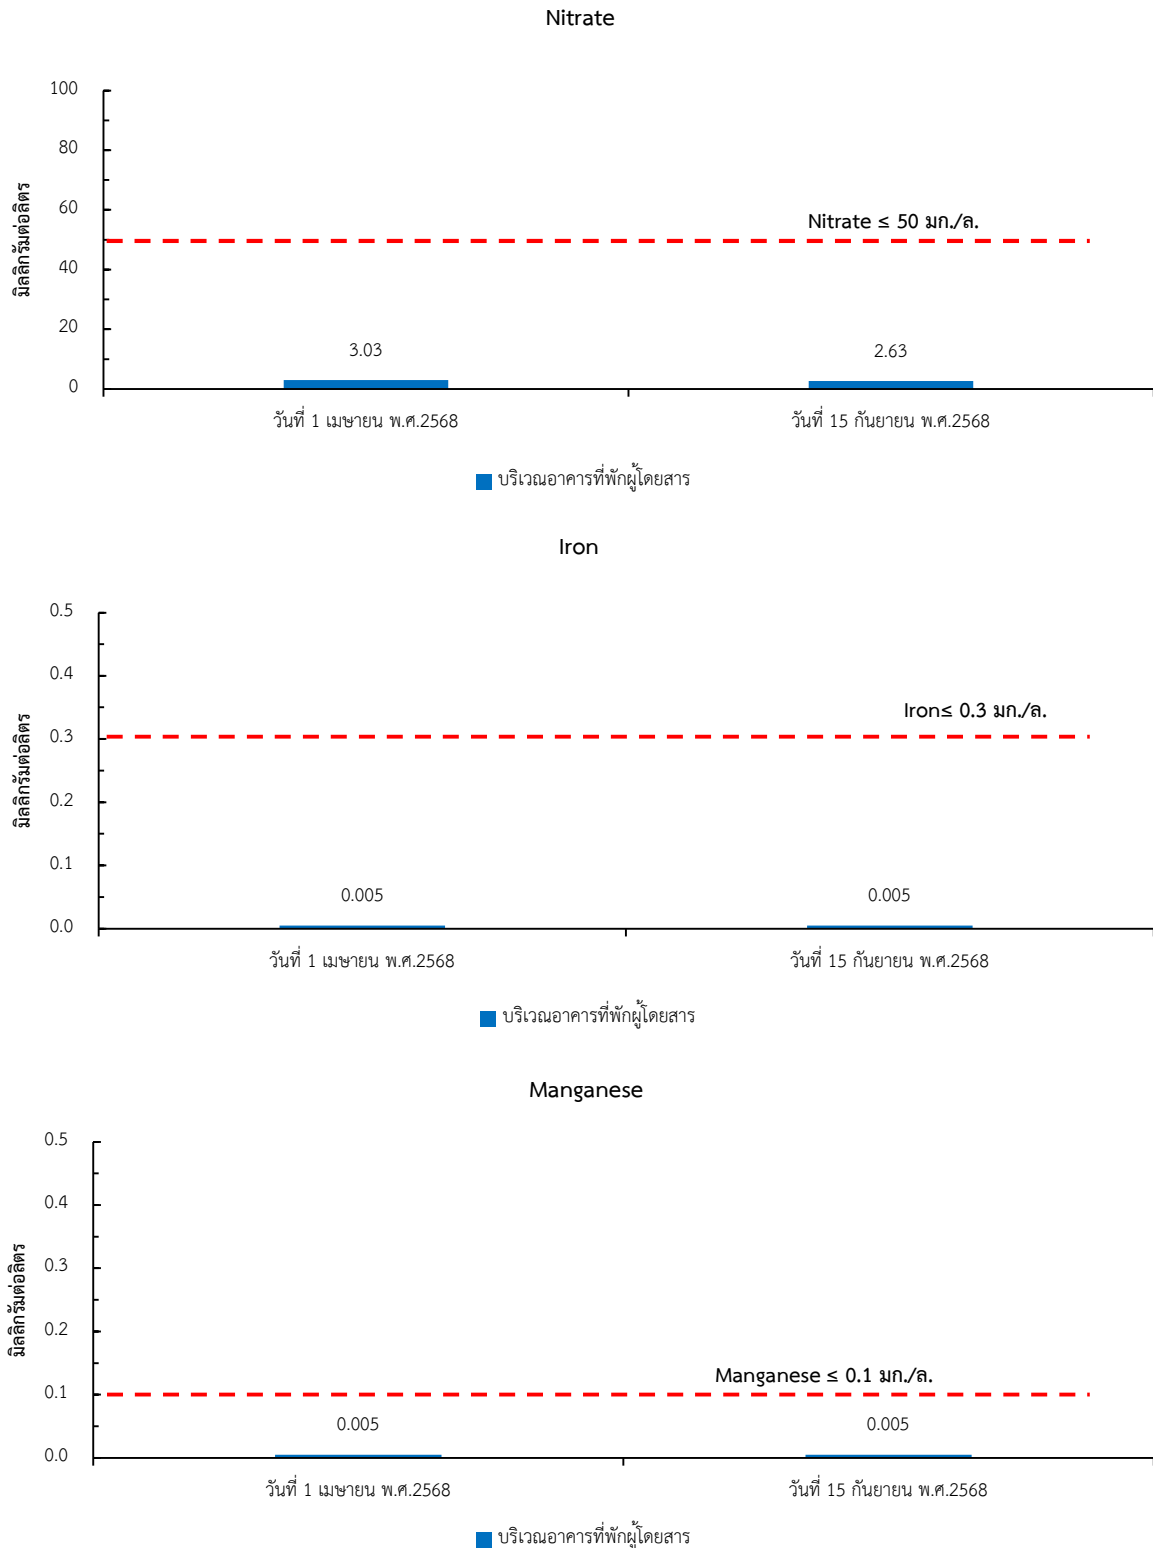 Nitrate
100
80
60
40
20
0
มิลลิกรัมต่อลิตร
Nitrate ≤ 50 มก./ล.
3.03
2.63
วันที่ 1 เมษายน พ.ศ.2568
วันที่ 15 กันยายน พ.ศ.2568
บริเวณอาคารที่พักผู้โดยสาร
Iron
0.5
0.4
0.3
0.2
0.1
0.0
มิลลิกรัมต่อลิตร
Iron≤ 0.3 มก./ล.
0.005
0.005
วันที่ 1 เมษายน พ.ศ.2568
วันที่ 15 กันยายน พ.ศ.2568
บริเวณอาคารที่พักผู้โดยสาร
Manganese
0.5
0.4
0.3
0.2
0.1
0.0
มิลลิกรัมต่อลิตร
Manganese ≤ 0.1 มก./ล.
0.005
0.005
วันที่ 1 เมษายน พ.ศ.2568
วันที่ 15 กันยายน พ.ศ.2568
บริเวณอาคารที่พักผู้โดยสาร